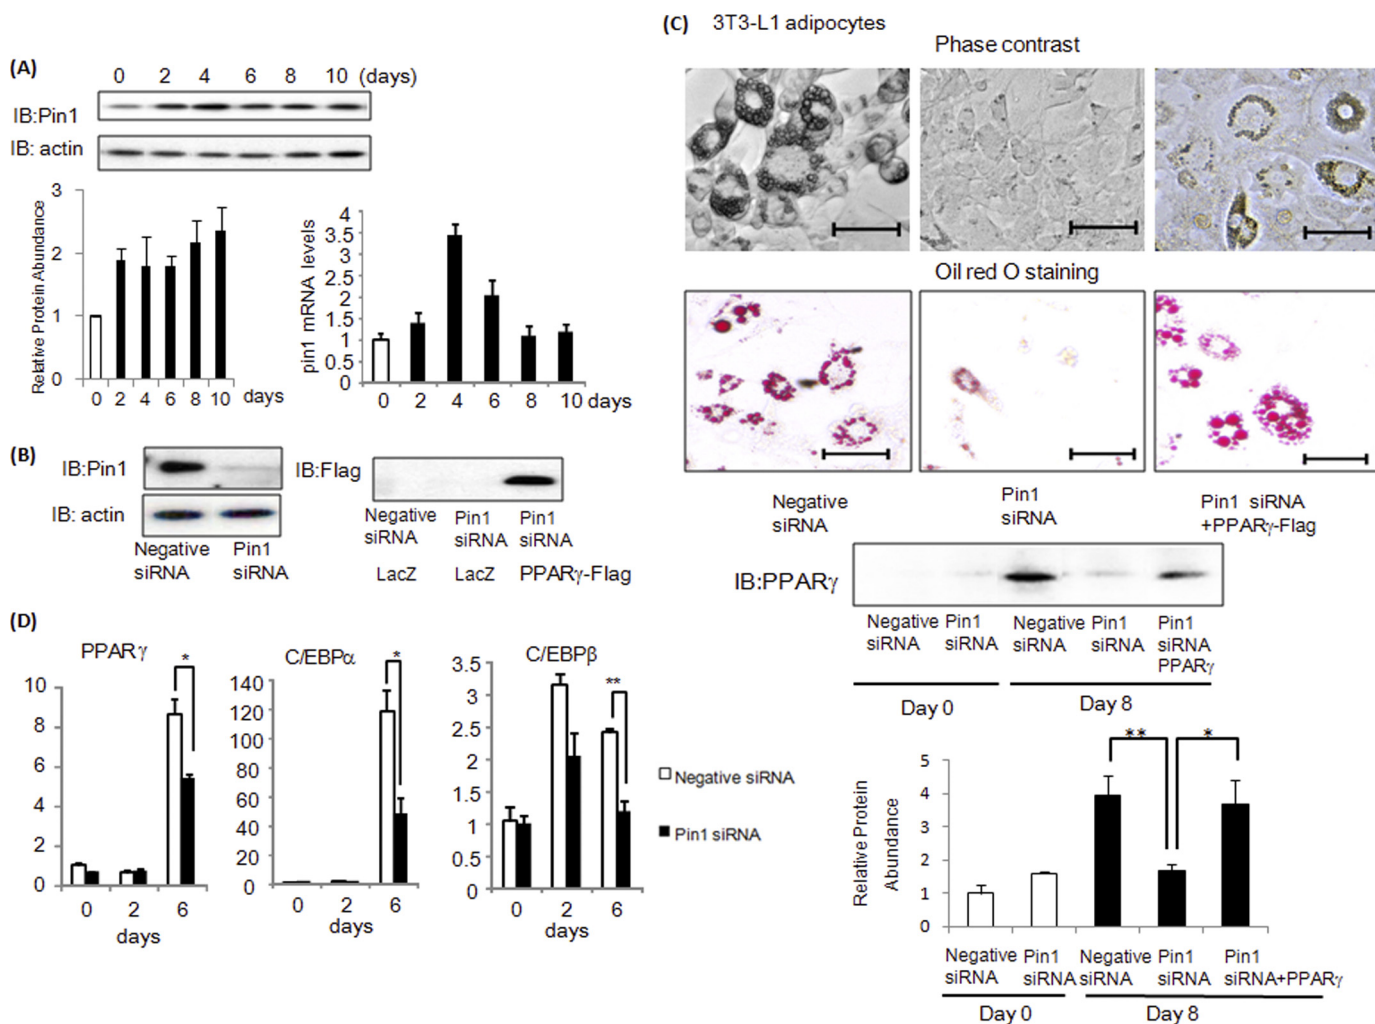 (A)
0 2 4 6 8 10 (days)
IB:Pin1
IB: actin
Relative Protein Abundance
3
2
1
0
0 2 4 6 8 10 days
pin1 mRNA levels
4
3.5
3
2.5
2
1.5
1
0.5
0
0 2 4 6 8 10 days
(B)
IB:Pin1
IB: actin
Negative Pin1
siRNA siRNA
IB:Flag
Negative Pin1 Pin1
siRNA siRNA siRNA
LacZ LacZ PPARγ-Flag
(C) 3T3-L1 adipocytes
Phase contrast
Oil red O staining
Negative
siRNA
Pin1
siRNA
Pin1 siRNA
+PPARγ-Flag
IB:PPARγ
Negative Pin1 Negative Pin1 Pin1
siRNA siRNA siRNA siRNA siRNA
PPARγ
Day 0 Day 8
** *
Relative Protein
Abundance
5
4
3
2
1
0
Negative Pin1 Negative Pin1 Pin1
siRNA siRNA siRNA siRNA siRNA+PPARγ
Day 0 Day 8
(D)
PPARγ
*
10
8
6
4
2
0
0 2 6
days
C/EBPα
*
140
120
100
80
60
40
20
0
0 2 6
days
C/EBPβ
**
3.5
3
2.5
2
1.5
1
0.5
0
0 2 6
days
Negative siRNA
Pin1 siRNA